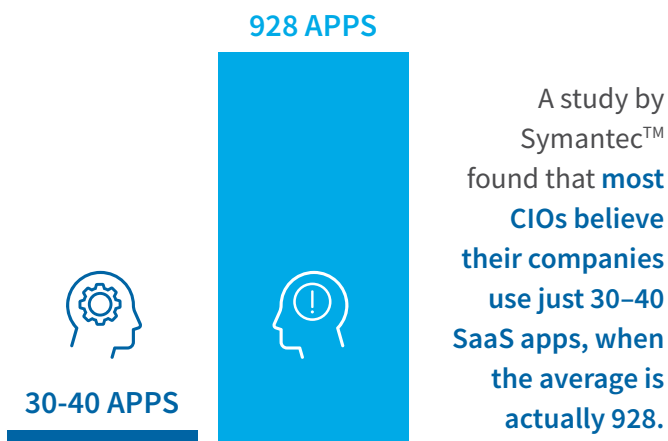 928 APPS
30-40 APPS
A study by
Symantec™
found that most
CIOs believe
their companies
use just 30–40
SaaS apps, when
the average is
actually 928.